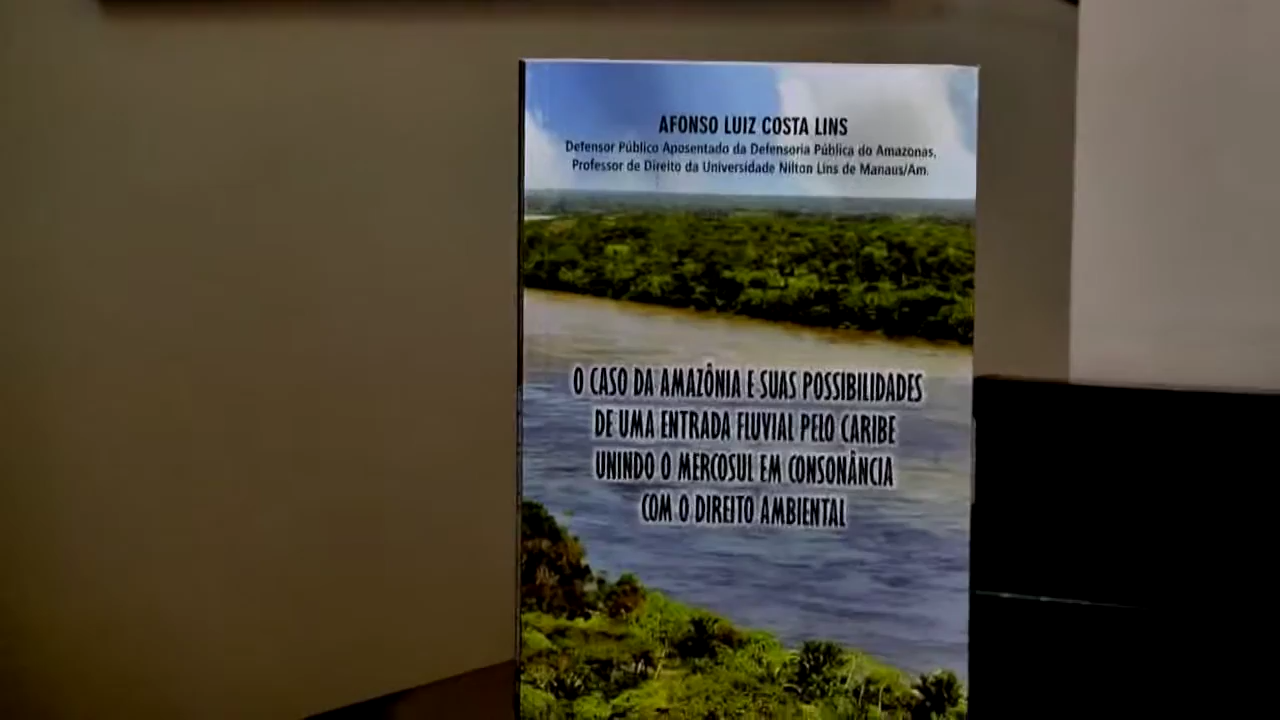 AFONSO LUIZ COSTA LINS
Defensor Público Aposentado da Defensoria Pública do Amazonas,
Professor de Direito da Universidade Nilton Lins de Manaus/Am.
O CASO DA AMAZÔNIA E SUAS POSSIBILIDADES
DE UMA ENTRADA FLUVIAL PELO CARIBE
UNINDO O MERCOSUL EM CONSONÂNCIA
COM O DIREITO AMBIENTAL